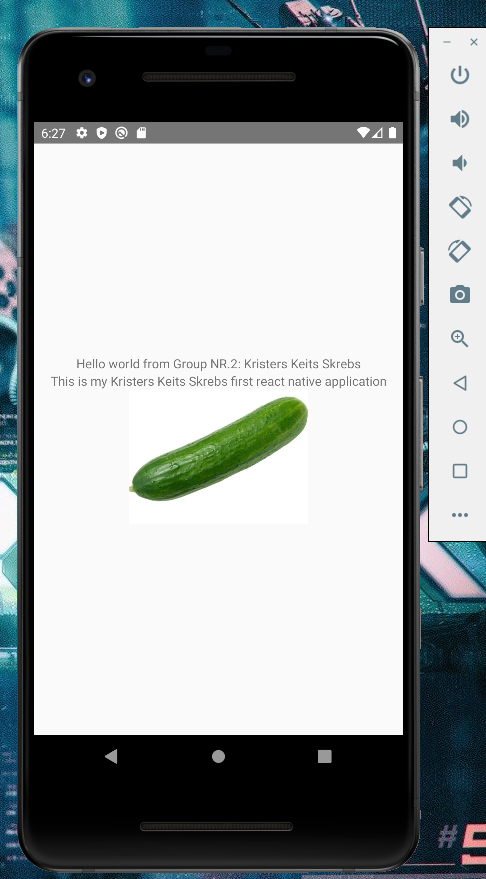 6:27
Hello world from Group NR.2: Kristers Keits Skrebs
This is my Kristers Keits Skrebs first react native application
#5